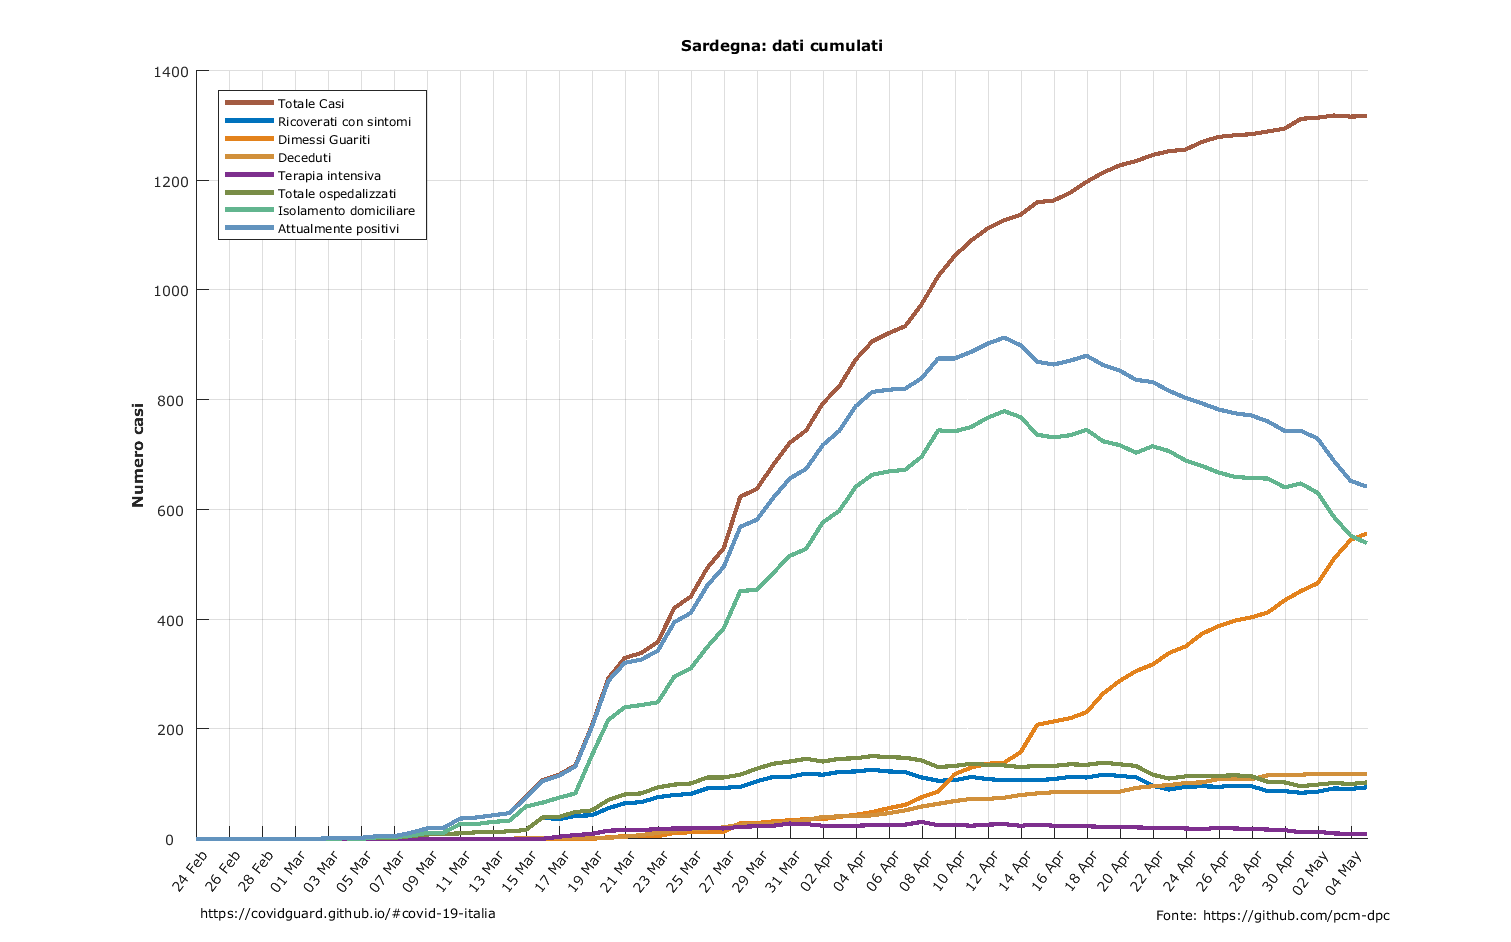 Sardegna: dati cumulati
1400
1200
1000
800
600
400
200
0
Numero casi
Totale Casi
Ricoverati con sintomi
Dimessi Guariti
Deceduti
Terapia intensiva
Totale ospedalizzati
Isolamento domiciliare
Attualmente positivi
24 Feb
26 Feb
28 Feb
01 Mar
03 Mar
05 Mar
07 Mar
09 Mar
11 Mar
13 Mar
15 Mar
17 Mar
19 Mar
21 Mar
23 Mar
25 Mar
27 Mar
29 Mar
31 Mar
02 Apr
04 Apr
06 Apr
08 Apr
10 Apr
12 Apr
14 Apr
16 Apr
18 Apr
20 Apr
22 Apr
24 Apr
26 Apr
28 Apr
30 Apr
02 May
04 May
https://covidguard.github.io/#covid-19-italia
Fonte: https://github.com/pcm-dpc